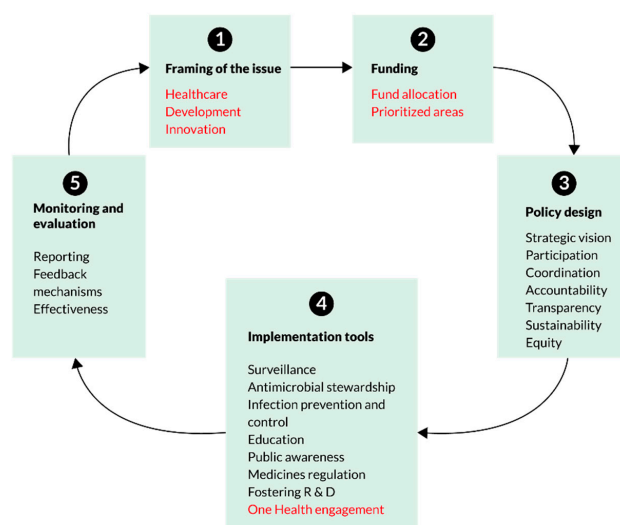 1
Framing of the issue
Healthcare
Development
Innovation
2
Funding
Fund allocation
Prioritized areas
3
Policy design
Strategic vision
Participation
Coordination
Accountability
Transparency
Sustainability
Equity
4
Implementation tools
Surveillance
Antimicrobial stewardship
Infection prevention and
control
Education
Public awareness
Medicines regulation
Fostering R & D
One Health engagement
5
Monitoring and
evaluation
Reporting
Feedback
mechanisms
Effectiveness